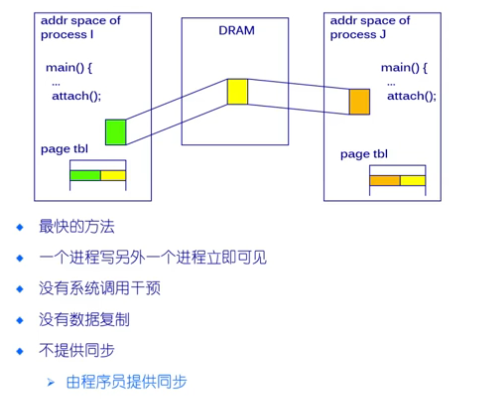 addr space of
process I
main() {
...
attach();
page tbl
DRAM
addr space of
process J
main() {
...
attach();
page tbl
最快的方法
一个进程写另外一个进程立即可见
没有系统调用干预
没有数据复制
不提供同步
由程序员提供同步